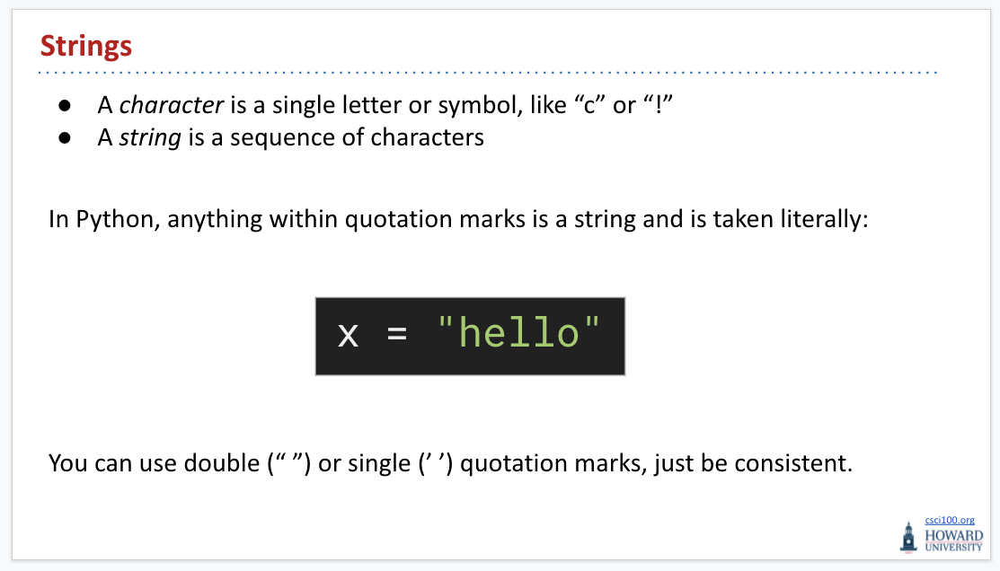 Strings
● A character is a single letter or symbol, like “c” or “!”
● A string is a sequence of characters
In Python, anything within quotation marks is a string and is taken literally:
x = "hello"
You can use double (“ ”) or single (’ ’) quotation marks, just be consistent.
csci100.org
HOWARD
UNIVERSITY